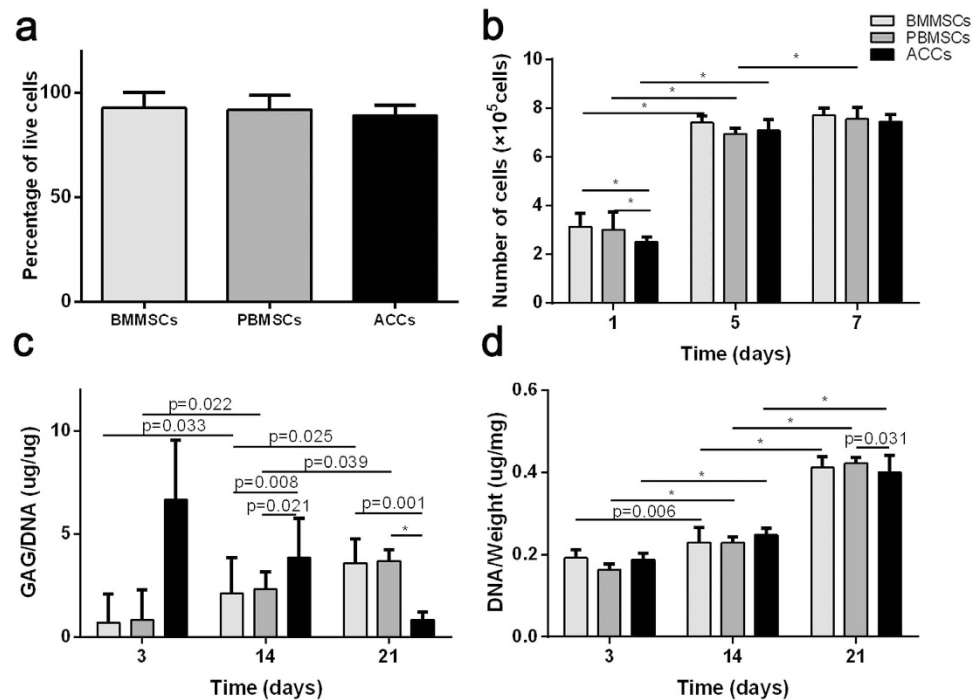 a
Percentage of live cells
100
50
0
BMMSCs
PBMSCs
ACCs
b
BMMSCs
PBMSCs
ACCs
Number of cells (×10⁵cells)
10
8
6
4
2
0
*
*
*
*
*
*
1
5
7
Time (days)
c
GAG/DNA (ug/ug)
10
5
0
p=0.022
p=0.033
p=0.025
p=0.039
p=0.008
p=0.021
p=0.001
*
3
14
21
Time (days)
d
DNA/Weight (ug/mg)
0.6
0.4
0.2
0.0
*
*
*
*
*
p=0.031
p=0.006
3
14
21
Time (days)